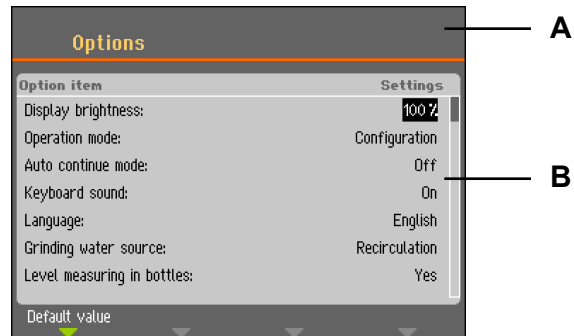 Options
A
Option item Settings
Display brightness: 100 %
Operation mode: Configuration
Auto continue mode: Off
B
Keyboard sound: On
Language: English
Grinding water source: Recirculation
Level measuring in bottles: Yes
Default value